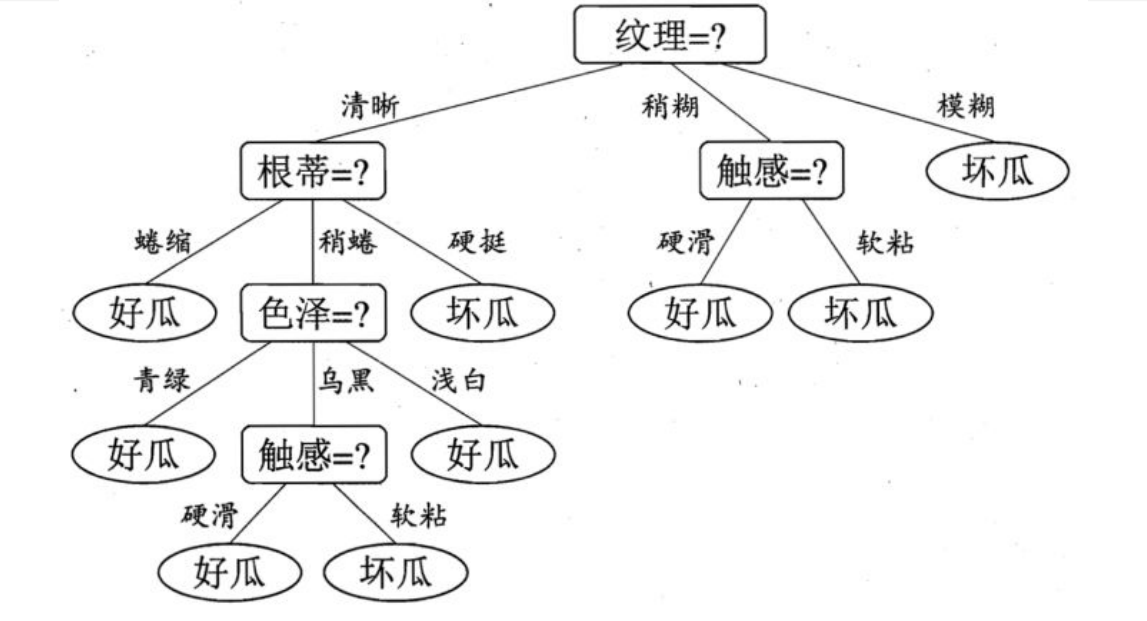 纹理=?
清晰
稍糊
模糊
根蒂=?
触感=?
坏瓜
蜷缩
稍蜷
硬挺
硬滑
软粘
好瓜
色泽=?
坏瓜
好瓜
坏瓜
青绿
乌黑
浅白
好瓜
触感=?
好瓜
硬滑
软粘
好瓜
坏瓜